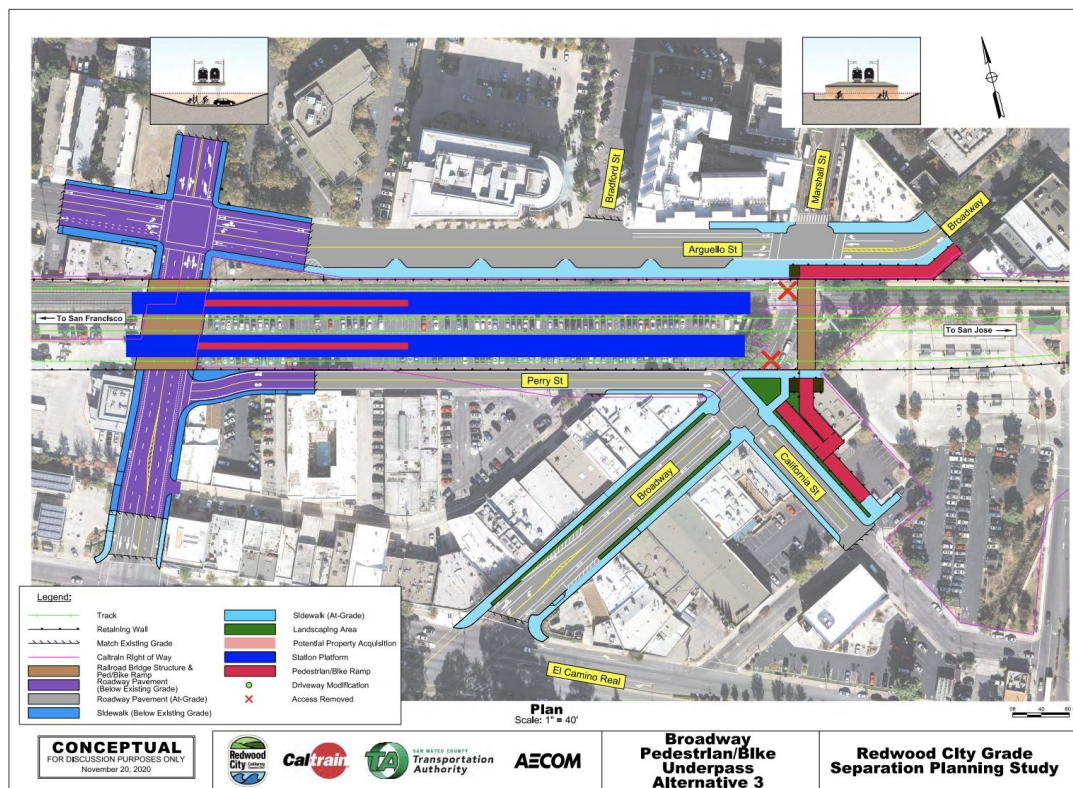 Bradford St
Marshall St
Broadway
Arguello St
To San Francisco
To San Jose
Perry St
Broadway
California St
El Camino Real
Legend:
Track
Retaining Wall
Match Existing Grade
Caltrain Right of Way
Railroad Bridge Structure &
Ped/Bike Ramp
Roadway Pavement
(Below Existing Grade)
Roadway Pavement (At-Grade)
Sidewalk (Below Existing Grade)
Sidewalk (At-Grade)
Landscaping Area
Potential Property Acquisition
Station Platform
Pedestrian/Bike Ramp
Driveway Modification
Access Removed
Plan
Scale: 1" = 40'
0ft 40 80
CONCEPTUAL
FOR DISCUSSION PURPOSES ONLY
November 20, 2020
Redwood
City
California
Caltrain
TA
SAN MATEO COUNTY
Transportation
Authority
AECOM
Broadway
Pedestrian/Bike
Underpass
Alternative 3
Redwood City Grade
Separation Planning Study